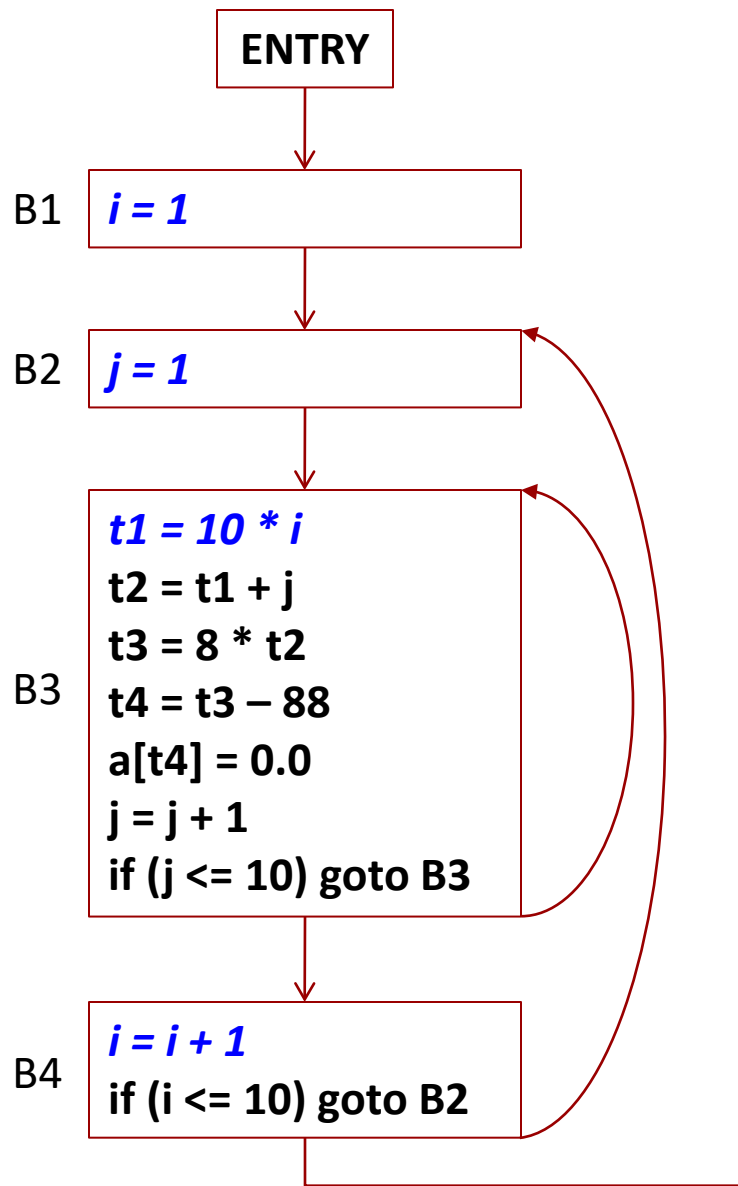 ENTRY
B1
i = 1
B2
j = 1
B3
t1 = 10 * i
t2 = t1 + j
t3 = 8 * t2
t4 = t3 – 88
a[t4] = 0.0
j = j + 1
if (j <= 10) goto B3
B4
i = i + 1
if (i <= 10) goto B2